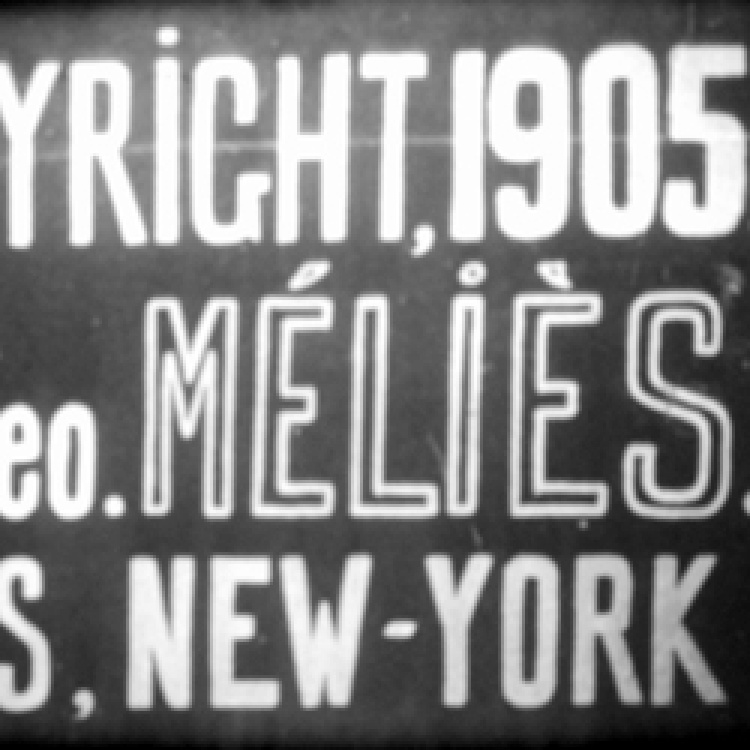 YRiGHT, 1905
eo. MÉLiÈS.
S, NEW-YORK